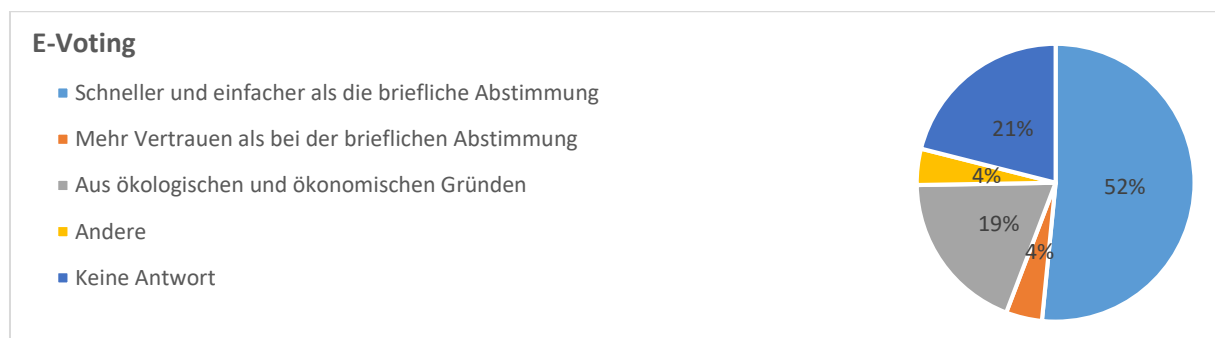 E-Voting
Schneller und einfacher als die briefliche Abstimmung
Mehr Vertrauen als bei der brieflichen Abstimmung
Aus ökologischen und ökonomischen Gründen
Andere
Keine Antwort
21%
4%
52%
19%
4%